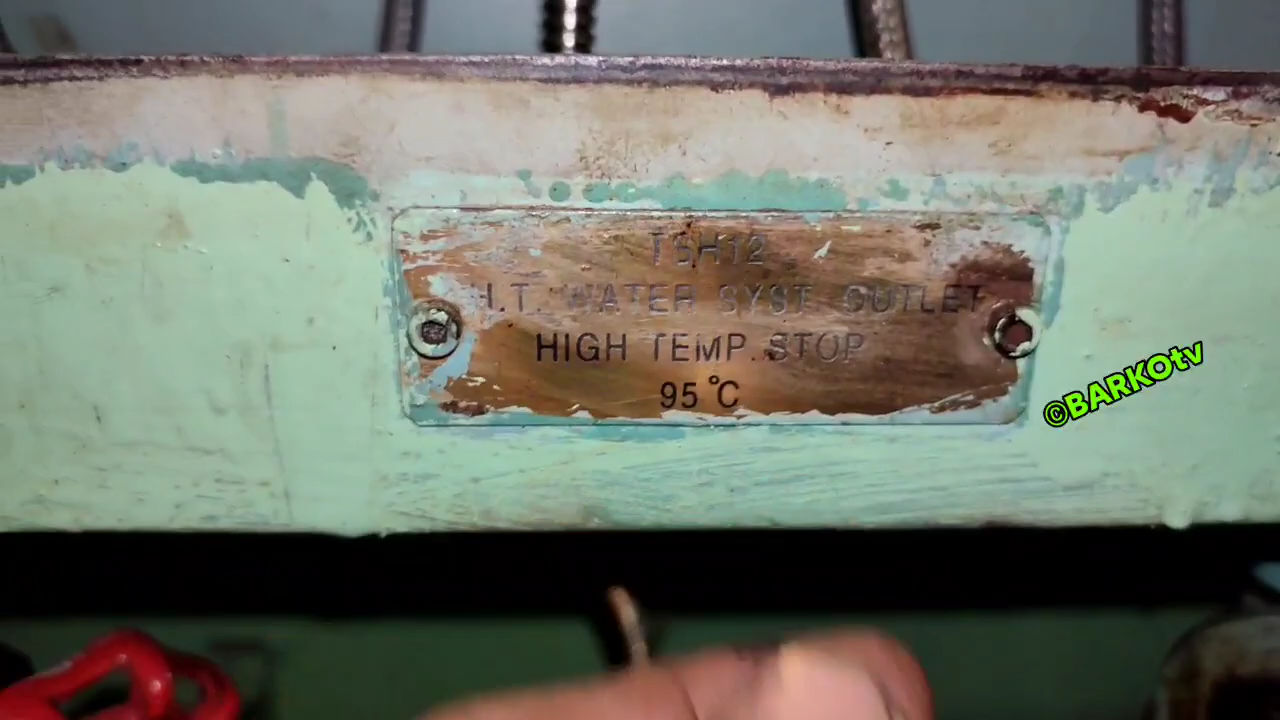 TSH12
H.T. WATER SYST. OUTLET
HIGH TEMP. STOP
95 °C
©BARKOtv